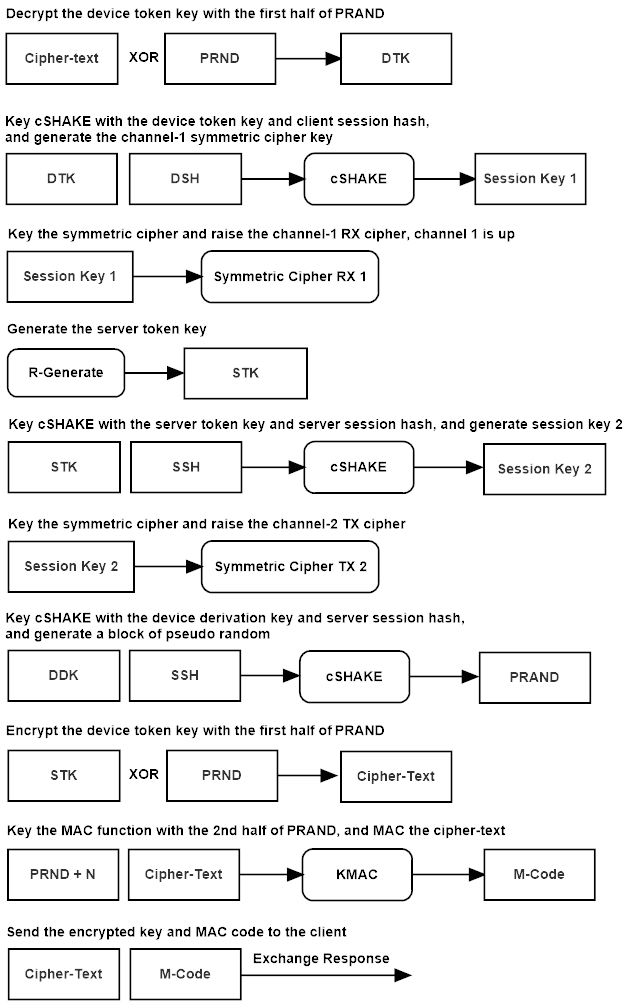 Decrypt the device token key with the first half of PRAND
Cipher-text XOR PRND DTK
Key cSHAKE with the device token key and client session hash,
and generate the channel-1 symmetric cipher key
DTK DSH cSHAKE Session Key 1
Key the symmetric cipher and raise the channel-1 RX cipher, channel 1 is up
Session Key 1 Symmetric Cipher RX 1
Generate the server token key
R-Generate STK
Key cSHAKE with the server token key and server session hash, and generate session key 2
STK SSH cSHAKE Session Key 2
Key the symmetric cipher and raise the channel-2 TX cipher
Session Key 2 Symmetric Cipher TX 2
Key cSHAKE with the device derivation key and server session hash,
and generate a block of pseudo random
DDK SSH cSHAKE PRAND
Encrypt the device token key with the first half of PRAND
STK XOR PRND Cipher-Text
Key the MAC function with the 2nd half of PRAND, and MAC the cipher-text
PRND + N Cipher-Text KMAC M-Code
Send the encrypted key and MAC code to the client
Cipher-Text M-Code Exchange Response